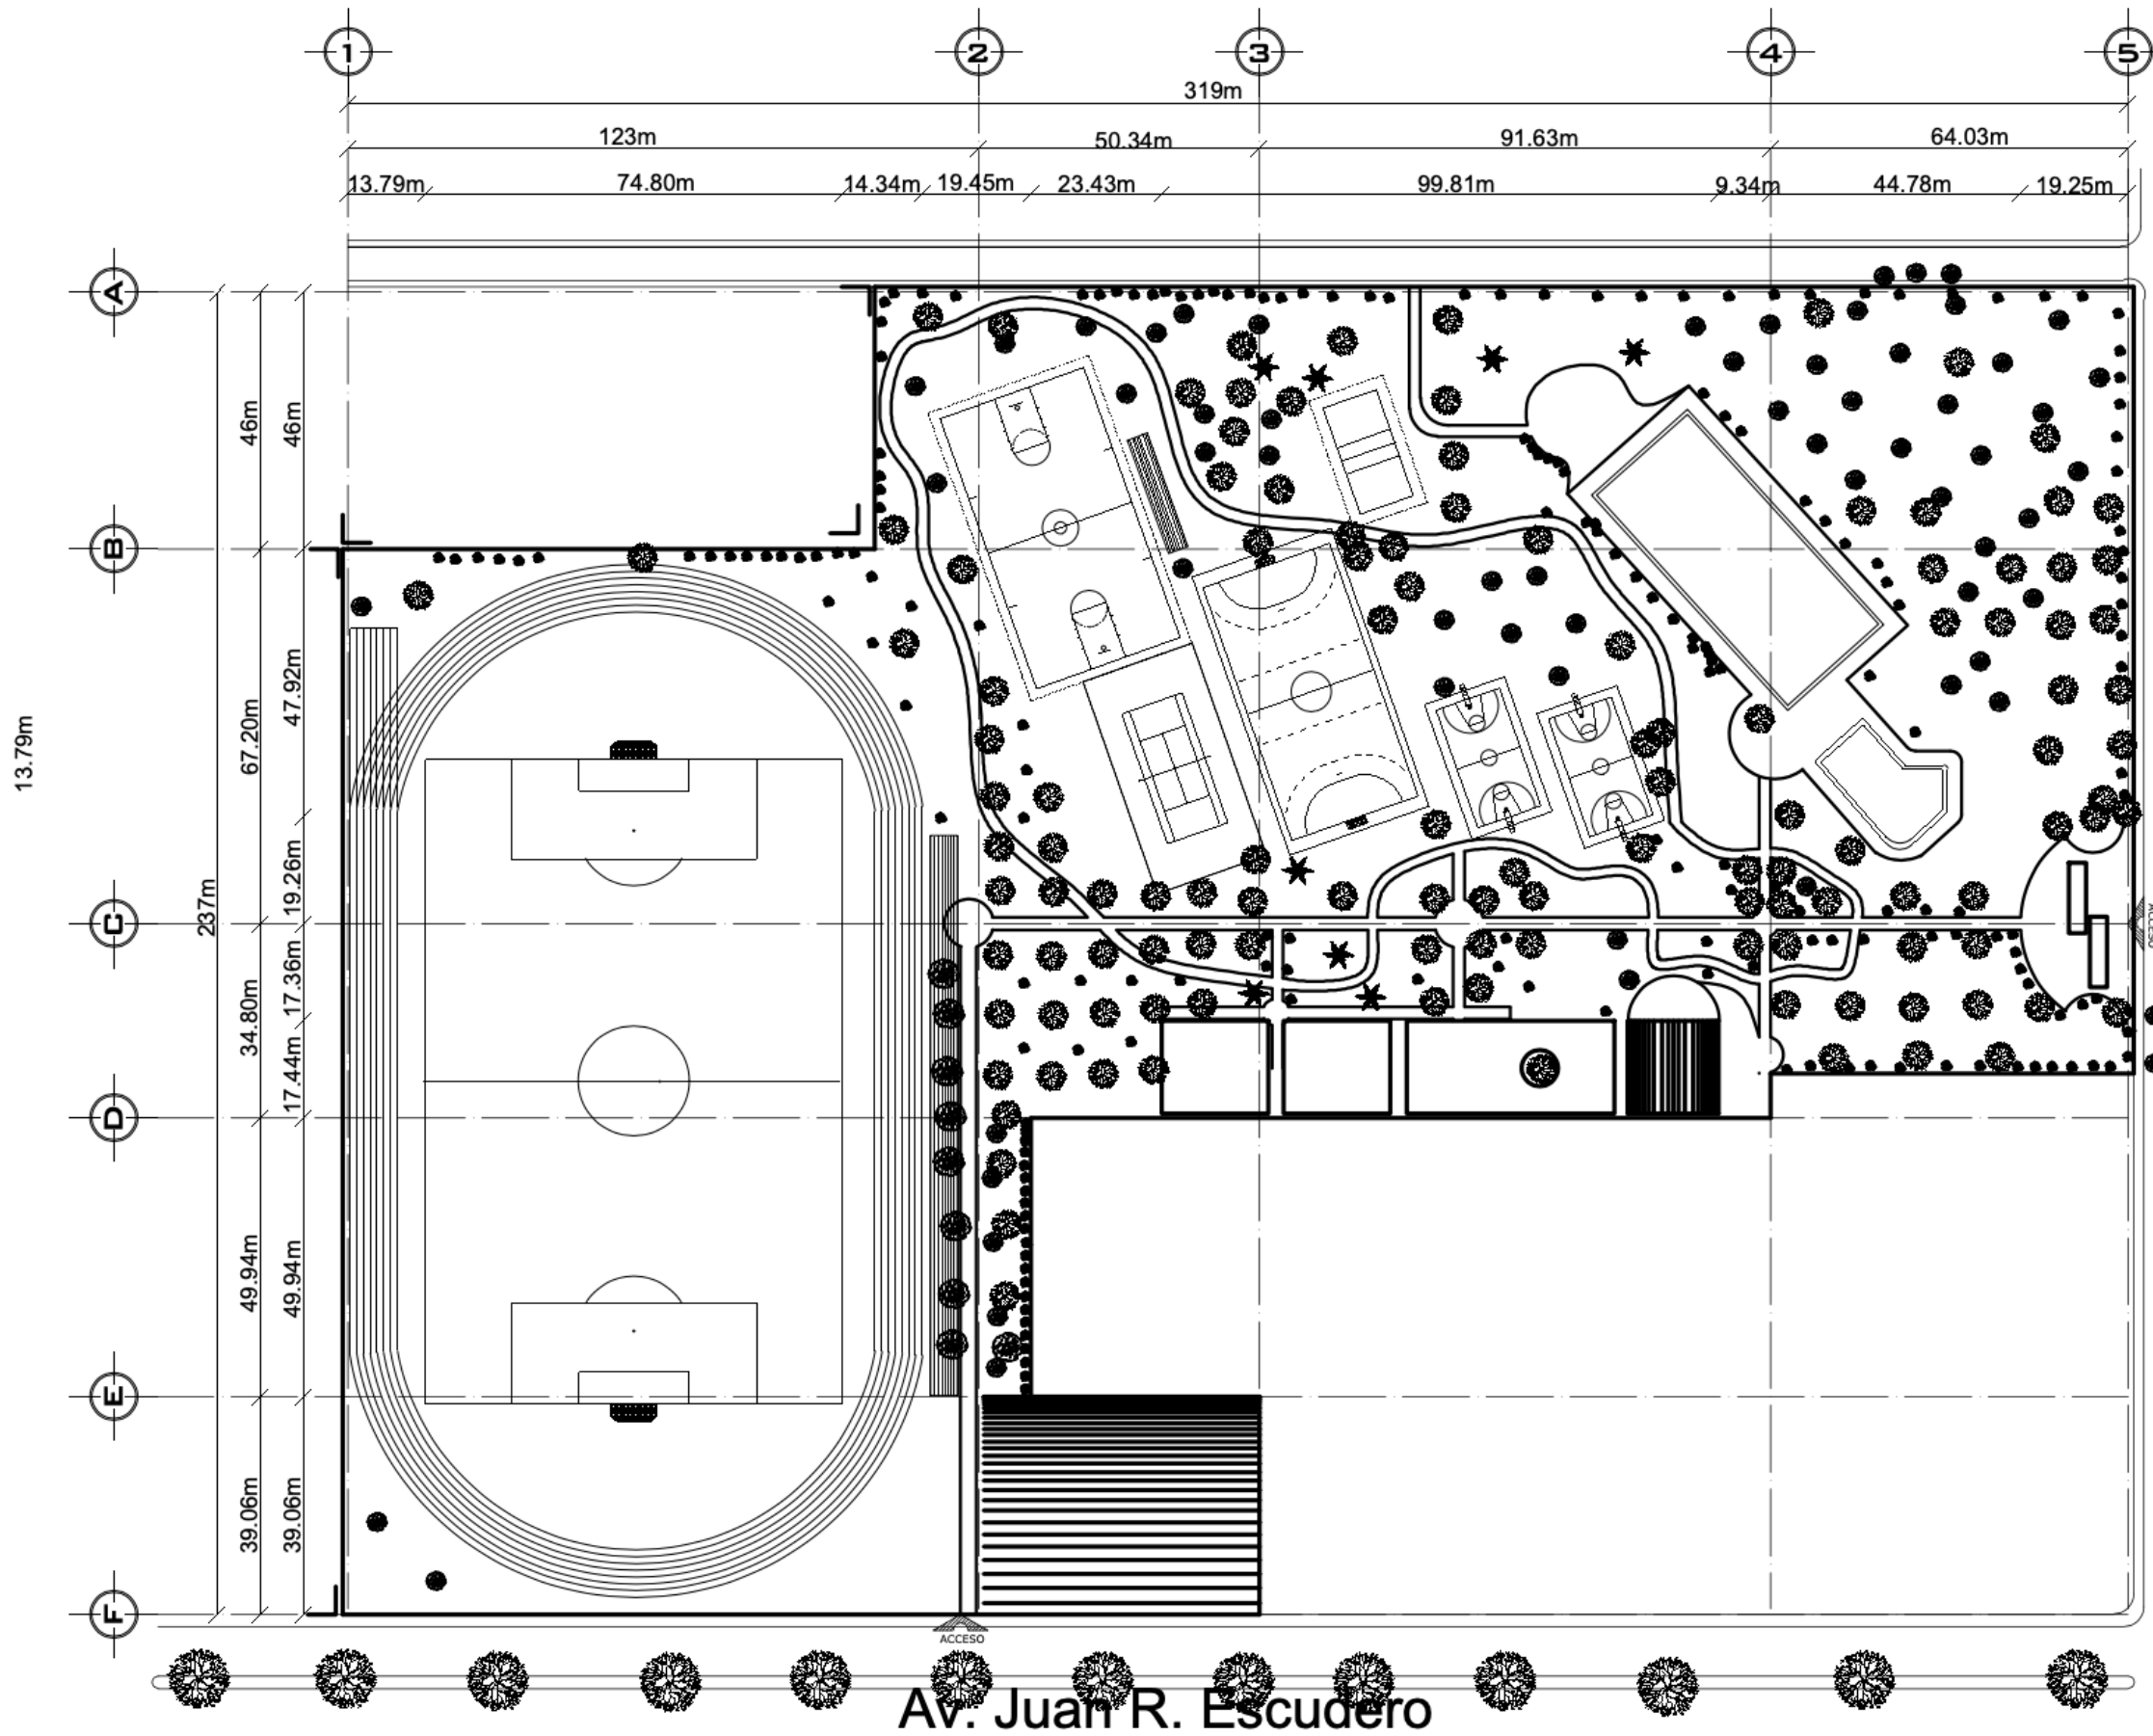 1 2 3 4 5
319m
123m 50.34m 91.63m 64.03m
13.79m 74.80m 14.34m 19.45m 23.43m 99.81m 9.34m 44.78m 19.25m
A
46m 46m
B
13.79m
67.20m 47.92m
237m
19.26m
C
ACCESO
34.80m 17.36m
17.44m
D
49.94m 49.94m
E
39.06m 39.06m
F
ACCESO
Av. Juan R. Escudero